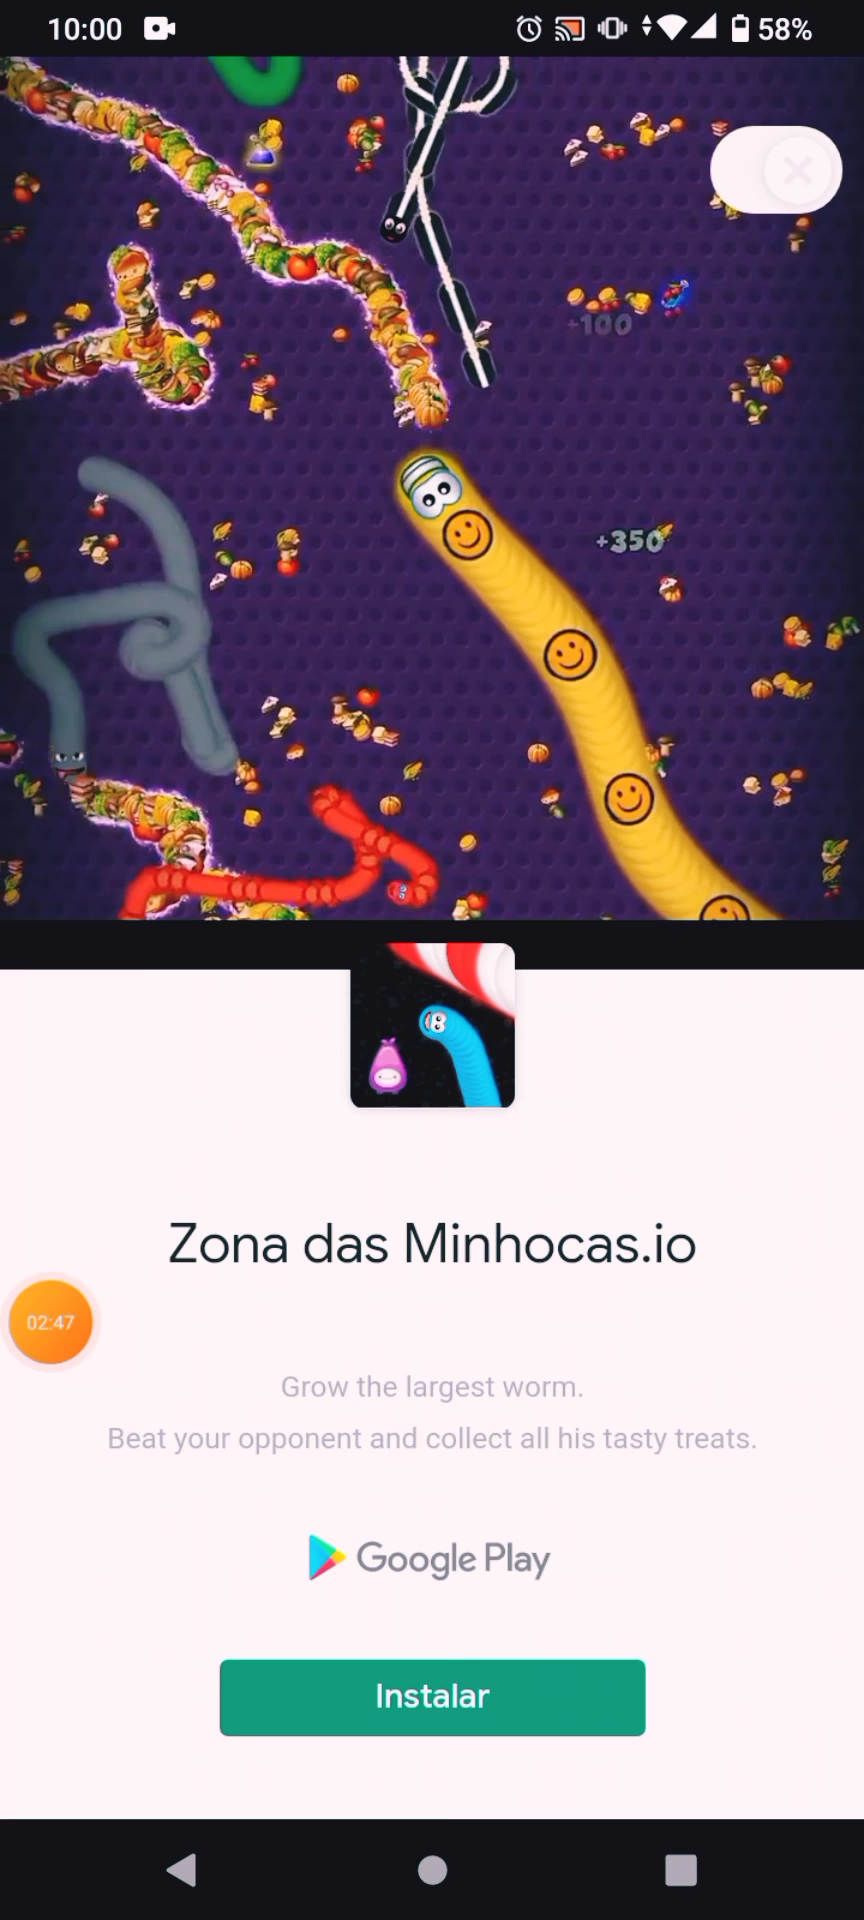 10:00
58%
+100
+350
Zona das Minhocas.io
02:47
Grow the largest worm.
Beat your opponent and collect all his tasty treats.
Google Play
Instalar